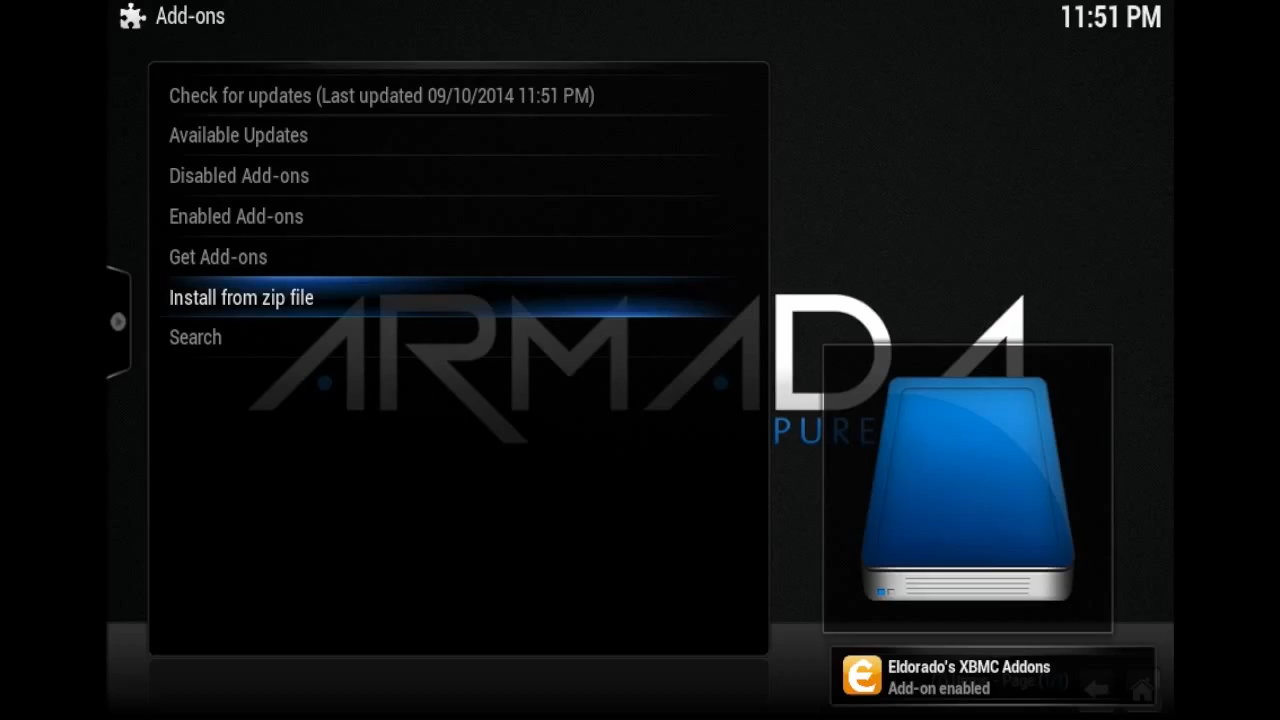 Add-ons
11:51 PM
Check for updates (Last updated 09/10/2014 11:51 PM)
Available Updates
Disabled Add-ons
Enabled Add-ons
Get Add-ons
Install from zip file
Search
ARMADA
PURE
Eldorado's XBMC Addons
Add-on enabled